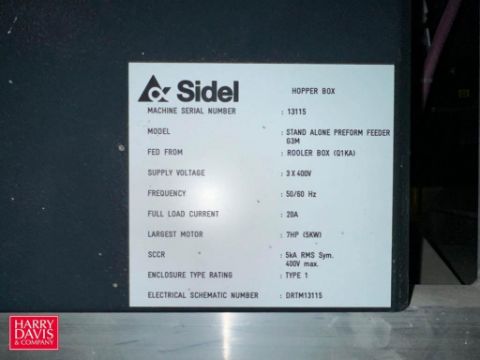 Sidel
HOPPER BOX
MACHINE SERIAL NUMBER : 13115
MODEL : STAND ALONE PREFORM FEEDER
G3M
FED FROM : ROOLER BOX (Q1KA)
SUPPLY VOLTAGE : 3 X 400V
FREQUENCY : 50/60 Hz
FULL LOAD CURRENT : 20A
LARGEST MOTOR : 7HP (5KW)
SCCR : 5kA RMS Sym.
400V max.
ENCLOSURE TYPE RATING : TYPE 1
ELECTRICAL SCHEMATIC NUMBER : DRTM13115
HARRY
DAVIS
& COMPANY